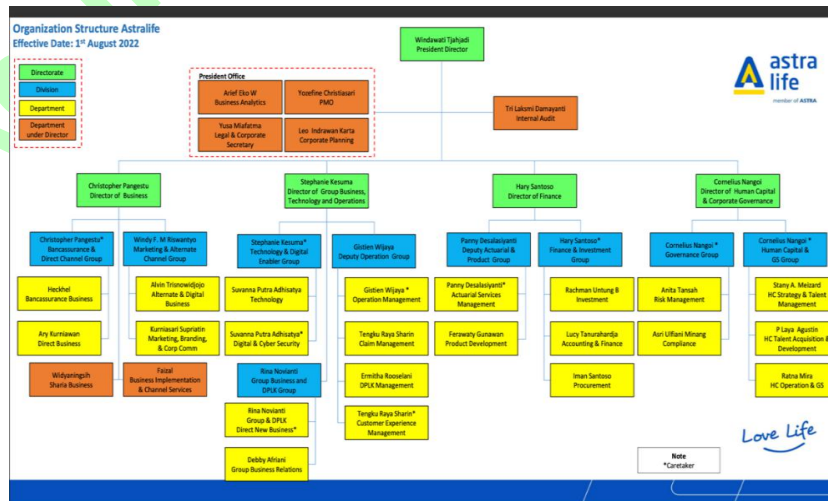 Organization Structure Astralife
Effective Date: 1st August 2022
Directorate
Division
Department
Department
under Director
Windawati Tjahjadi
President Director
astra
life
member of ASTRA
President Office
Arief Eko W
Business Analytics
Yozefine Christiasari
PMO
Yusa Miafatma
Legal & Corporate
Secretary
Leo Indrawan Karta
Corporate Planning
Tri Laksmi Damayanti
Internal Audit
Christopher Pangestu
Director of Business
Stephanie Kesuma
Director of Group Business,
Technology and Operations
Hary Santoso
Director of Finance
Cornelius Nangoi
Director of Human Capital
& Corporate Governance
Christopher Pangestu*
Bancassurance &
Direct Channel Group
Windy F. M Riswantyo
Marketing & Alternate
Channel Group
Stephanie Kesuma*
Technology & Digital
Enabler Group
Gistien Wijaya
Deputy Operation Group
Panny Desalasiyanti
Deputy Actuarial &
Product Group
Hary Santoso*
Finance & Investment
Group
Cornelius Nangoi *
Governance Group
Cornelius Nangoi *
Human Capital &
GS Group
Heckhel
Bancassurance Business
Alvin Trisnowidjojo
Alternate & Digital
Business
Suvanna Putra Adhisatya
Technology
Gistien Wijaya *
Operation Management
Panny Desalasiyanti*
Actuarial Services
Management
Rachman Untung B
Investment
Anita Tansah
Risk Management
Stany A. Meizard
HC Strategy & Talent
Management
Ary Kurniawan
Direct Business
Kurniasari Supriatin
Marketing, Branding,
& Corp Comm
Suvanna Putra Adhisatya*
Digital & Cyber Security
Tengku Raya Sharin
Claim Management
Ferawaty Gunawan
Product Development
Lucy Tanurahardja
Accounting & Finance
Asri Ulfiani Minang
Compliance
P Laya Agustin
HC Talent Acquisition &
Development
Widyaningsih
Sharia Business
Faizal
Business Implementation
& Channel Services
Rina Novianti
Group Business and
DPLK Group
Ermitha Rooselani
DPLK Management
Iman Santoso
Procurement
Ratna Mira
HC Operation & GS
Rina Novianti
Group & DPLK
Direct New Business*
Tengku Raya Sharin*
Customer Experience
Management
Debby Afriani
Group Business Relations
Love Life
Note
*Caretaker